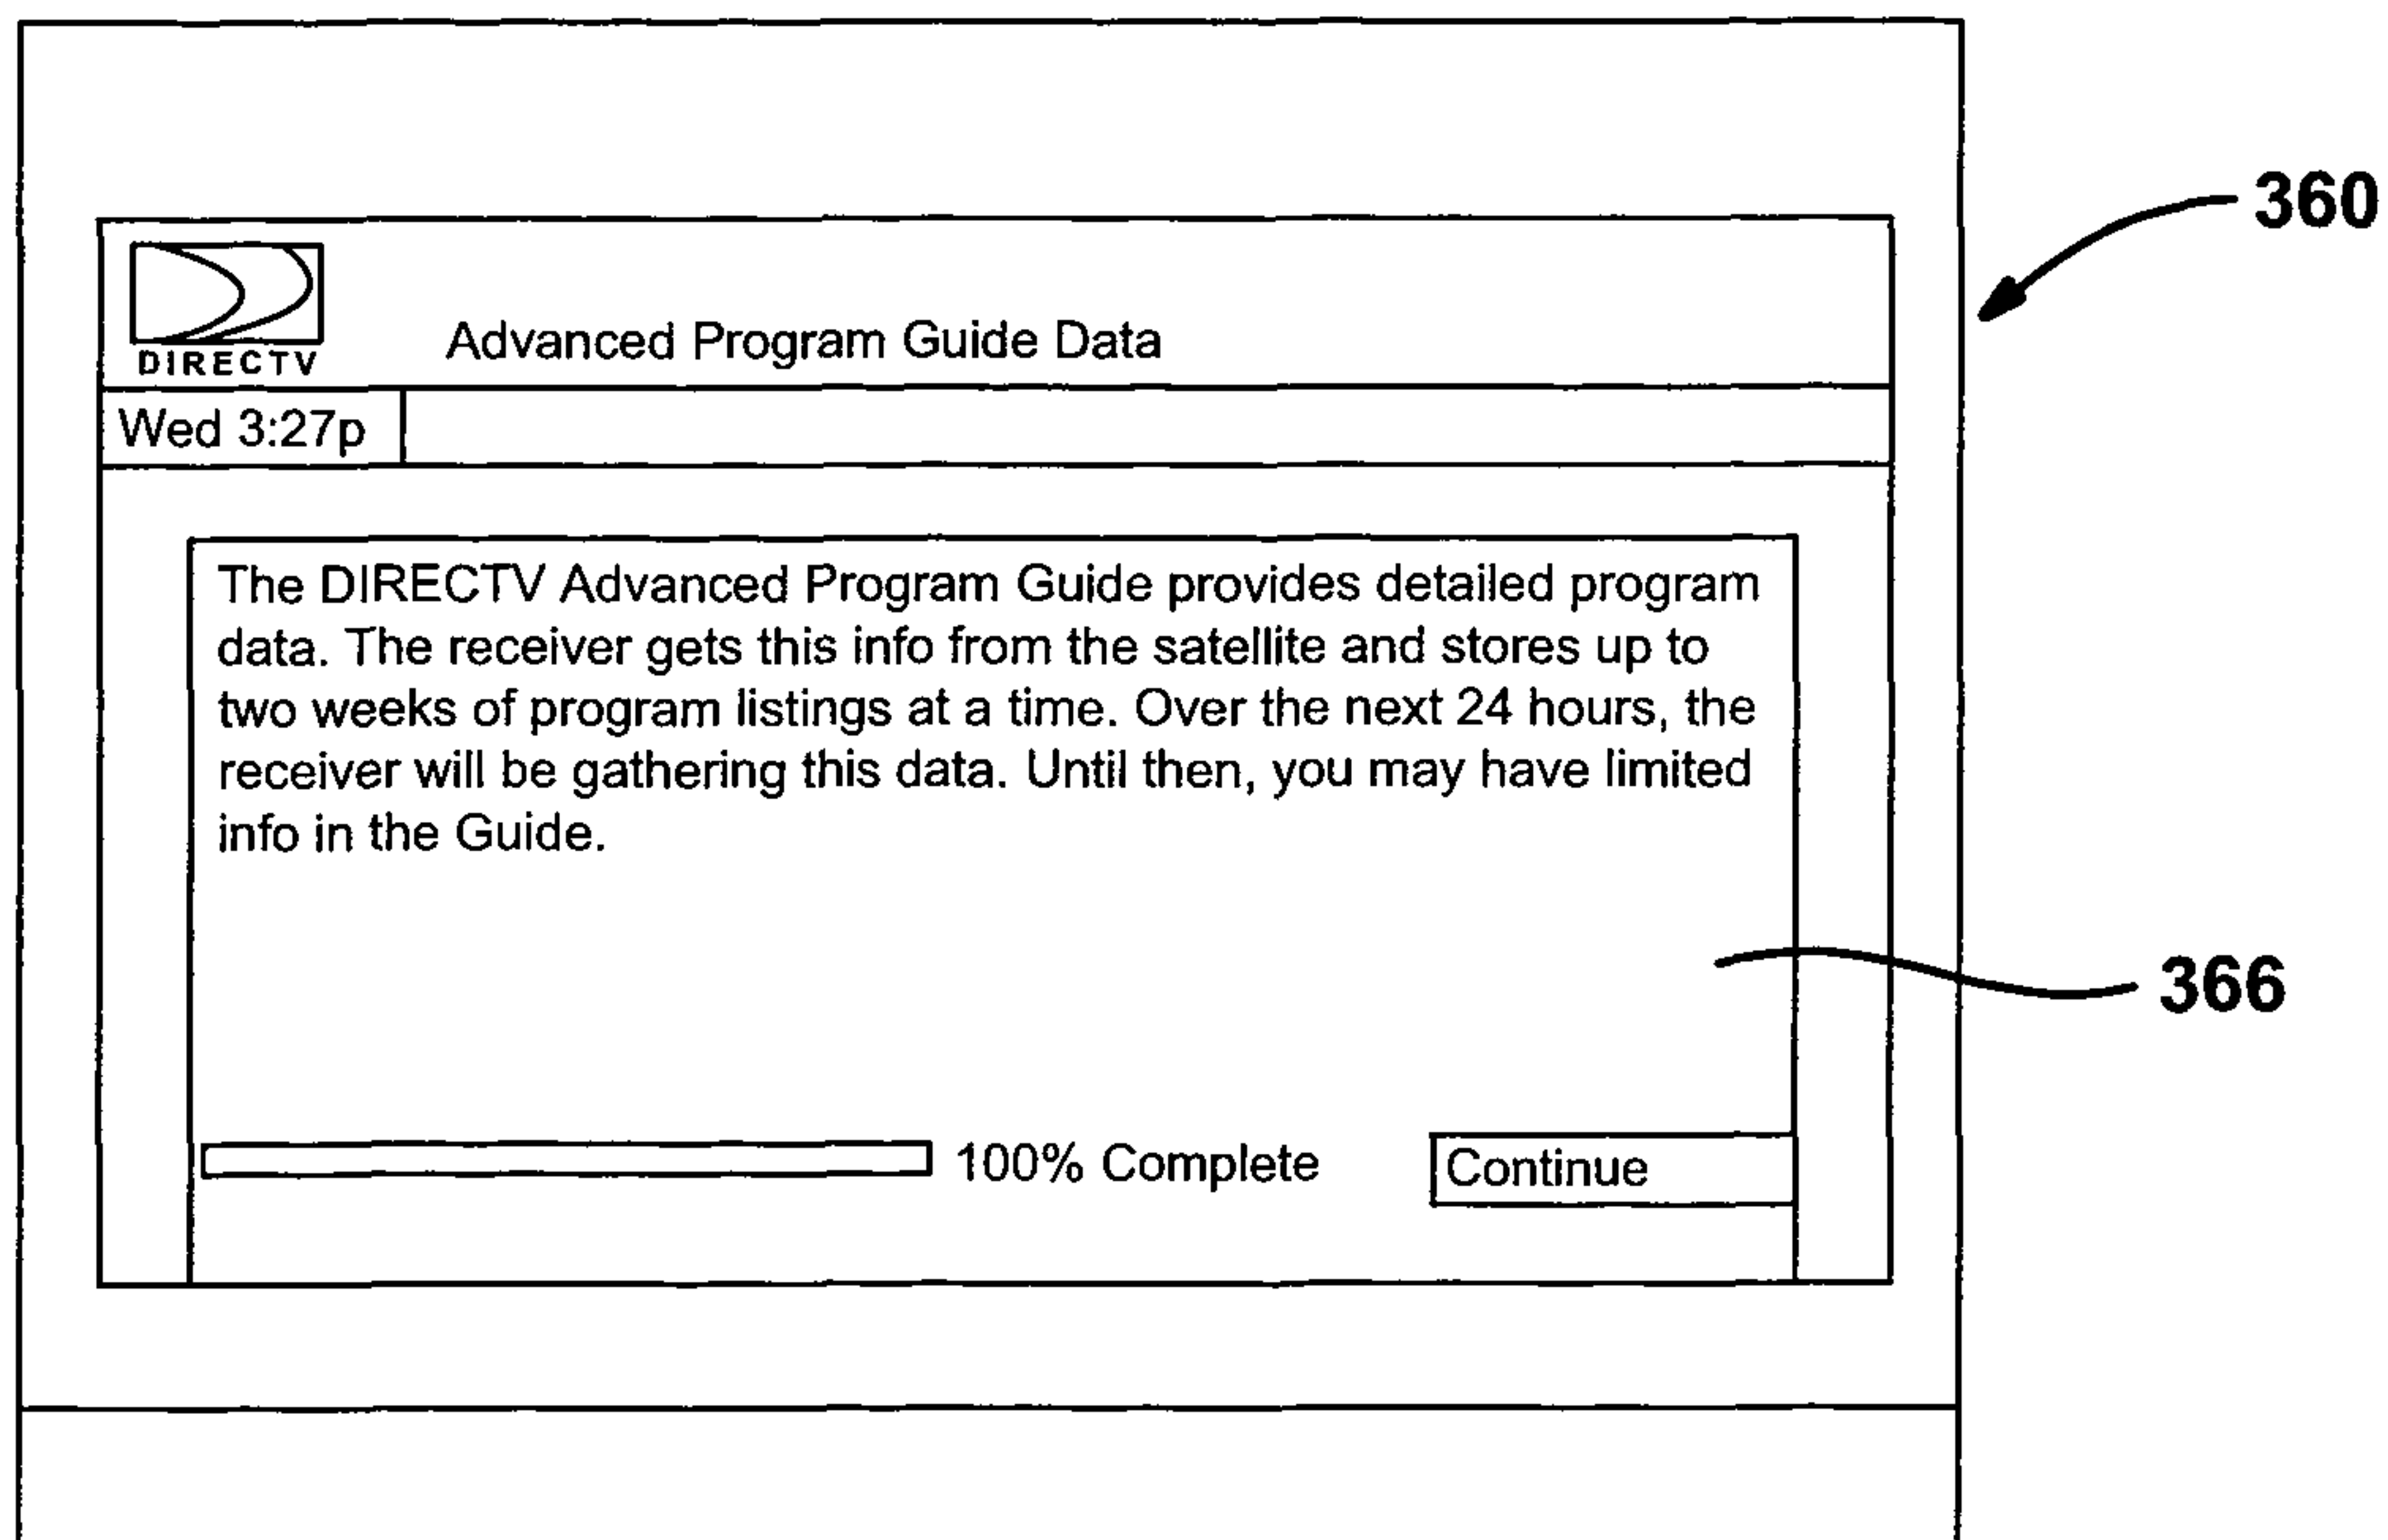 360
DIRECTV
Advanced Program Guide Data
Wed 3:27p
The DIRECTV Advanced Program Guide provides detailed program
data. The receiver gets this info from the satellite and stores up to
two weeks of program listings at a time. Over the next 24 hours, the
receiver will be gathering this data. Until then, you may have limited
info in the Guide.
366
100% Complete
Continue